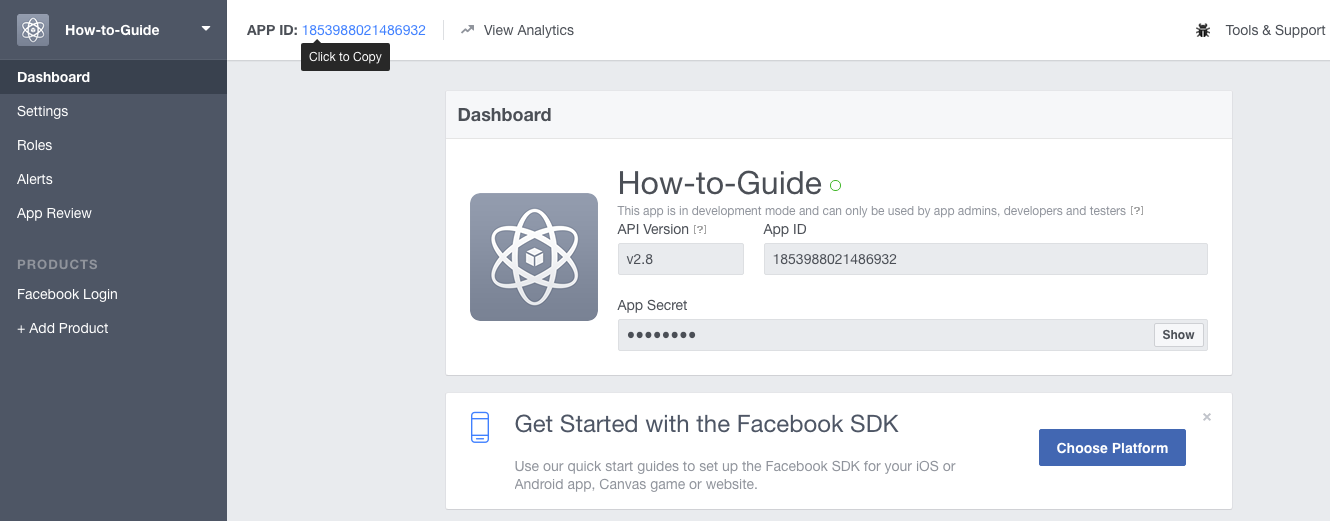 How-to-Guide
APP ID: 1853988021486932
View Analytics
Tools & Support
Click to Copy
Dashboard
Settings
Roles
Alerts
App Review
PRODUCTS
Facebook Login
+ Add Product
Dashboard
How-to-Guide
This app is in development mode and can only be used by app admins, developers and testers [?]
API Version [?]
App ID
v2.8
1853988021486932
App Secret
●●●●●●●●
Show
Get Started with the Facebook SDK
Use our quick start guides to set up the Facebook SDK for your iOS or
Android app, Canvas game or website.
Choose Platform